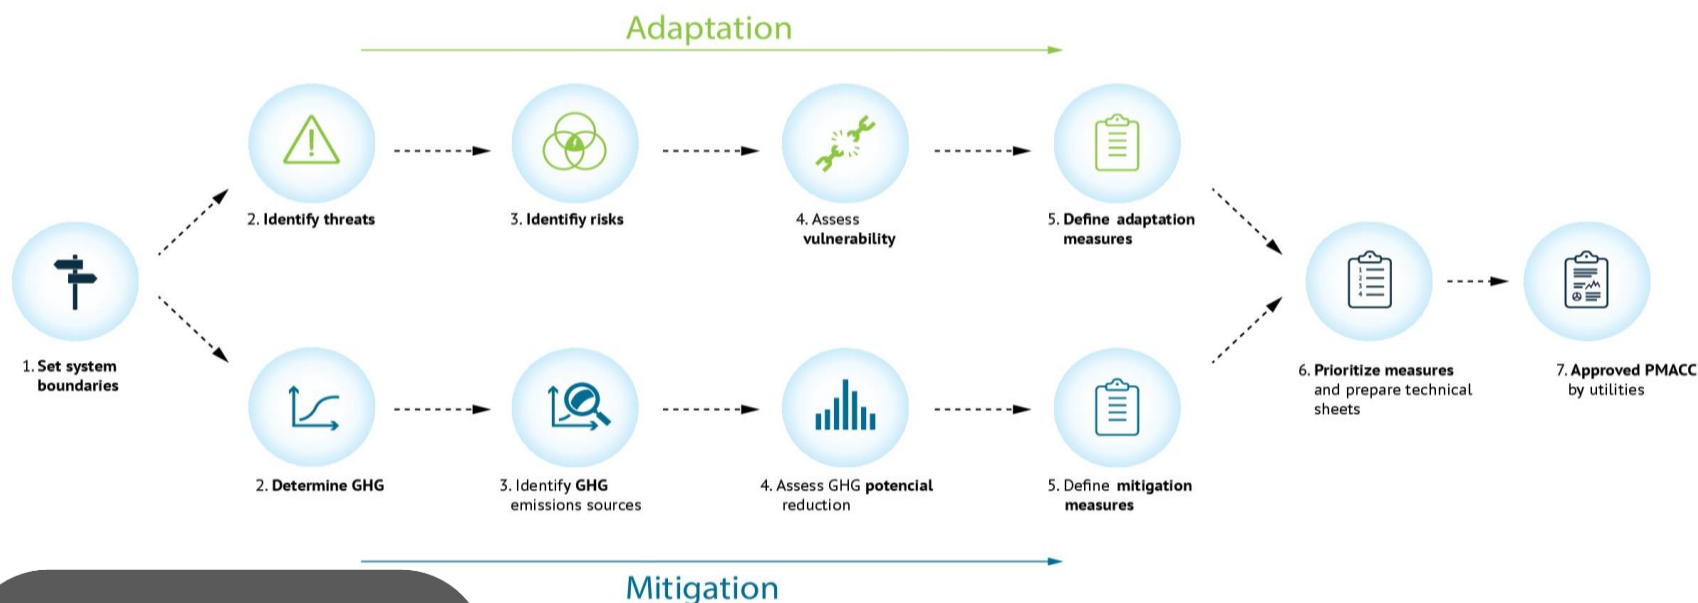 Adaptation
2. Identify threats
3. Identifiy risks
4. Assess
vulnerability
5. Define adaptation
measures
1. Set system
boundaries
6. Prioritize measures
and prepare technical
sheets
7. Approved PMACC
by utilities
2. Determine GHG
3. Identify GHG
emissions sources
4. Assess GHG potencial
reduction
5. Define mitigation
measures
Mitigation